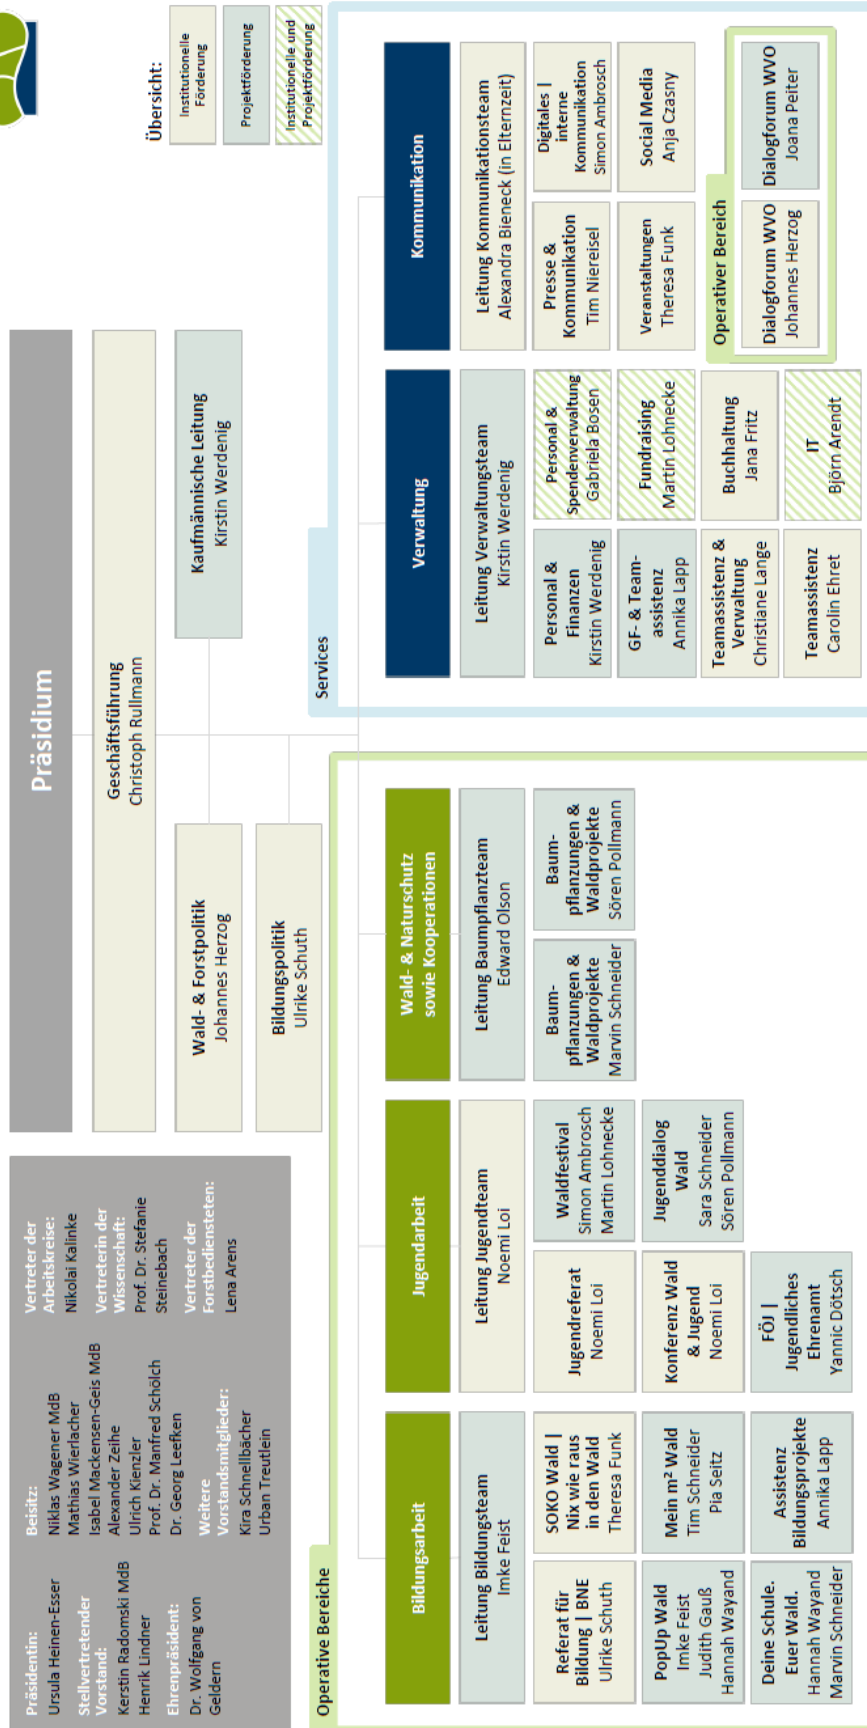 Präsidentin:
Ursula Heinen-Esser
Stellvertretender
Vorstand:
Kerstin Radomski MdB
Henrik Lindner
Ehrenpräsident:
Dr. Wolfgang von
Geldern
Beisitz:
Niklas Wagener MdB
Mathias Wierlacher
Isabel Mackensen-Geis MdB
Alexander Zeihe
Ulrich Kienzler
Prof. Dr. Manfred Schölch
Dr. Georg Leefken
Weitere
Vorstandsmitglieder:
Kira Schnellbächer
Urban Treutlein
Vertreter der
Arbeitskreise:
Nikolai Kalinke
Vertreterin der
Wissenschaft:
Prof. Dr. Stefanie
Steinebach
Vertreter der
Forstbediensteten:
Lena Arens
Präsidium
Geschäftsführung
Christoph Rullmann
Wald- & Forstpolitik
Johannes Herzog
Kaufmännische Leitung
Kirstin Werdenig
Bildungspolitik
Ulrike Schuth
Übersicht:
Institutionelle
Förderung
Projektförderung
Institutionelle und
Projektförderung
Operative Bereiche
Bildungsarbeit
Leitung Bildungsteam
Imke Feist
Referat für
Bildung | BNE
Ulrike Schuth
SOKO Wald |
Nix wie raus
in den Wald
Theresa Funk
PopUp Wald
Imke Feist
Judith Gauß
Hannah Wayand
Mein m² Wald
Tim Schneider
Pia Seitz
Deine Schule.
Euer Wald.
Hannah Wayand
Marvin Schneider
Assistenz
Bildungsprojekte
Annika Lapp
Jugendarbeit
Leitung Jugendteam
Noemi Loi
Jugendreferat
Noemi Loi
Waldfestival
Simon Ambrosch
Martin Lohnecke
Konferenz Wald
& Jugend
Noemi Loi
Jugenddialog
Wald
Sara Schneider
Sören Pollmann
FÖJ |
Jugendliches
Ehrenamt
Yannic Dötsch
Wald- & Naturschutz
sowie Kooperationen
Leitung Baumpflanzteam
Edward Olson
Baum-
pflanzungen &
Waldprojekte
Marvin Schneider
Baum-
pflanzungen &
Waldprojekte
Sören Pollmann
Services
Verwaltung
Leitung Verwaltungsteam
Kirstin Werdenig
Personal &
Finanzen
Kirstin Werdenig
Personal &
Spendenverwaltung
Gabriela Bosen
GF- & Team-
assistenz
Annika Lapp
Fundraising
Martin Lohnecke
Teamassistenz &
Verwaltung
Christiane Lange
Buchhaltung
Jana Fritz
Teamassistenz
Carolin Ehret
IT
Björn Arendt
Kommunikation
Leitung Kommunikationsteam
Alexandra Bieneck (in Elternzeit)
Presse &
Kommunikation
Tim Niereisel
Digitales |
interne
Kommunikation
Simon Ambrosch
Veranstaltungen
Theresa Funk
Social Media
Anja Czasny
Operativer Bereich
Dialogforum WVO
Johannes Herzog
Dialogforum WVO
Joana Peiter